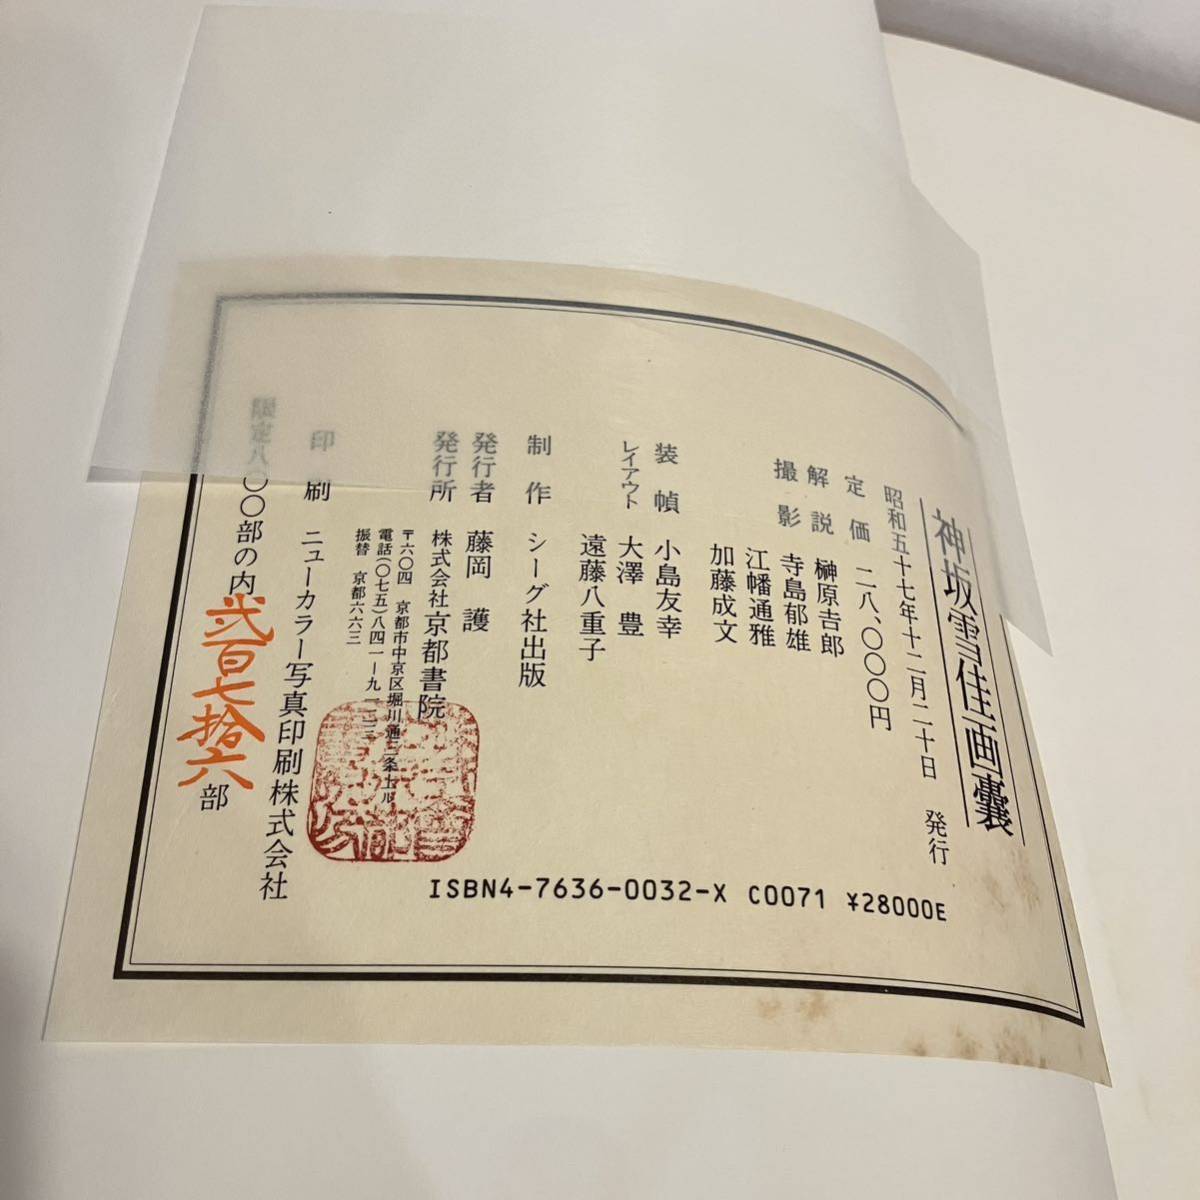 神坂雪佳画嚢
昭和五十七年十二月二十日 発行
定価 二八、〇〇〇円
解説 榊原吉郎
撮影 寺島郁雄
江幡通雅
加藤成文
装幀 小島友幸
レイアウト 大澤 豊
遠藤八重子
制作 シーグ社出版
発行者 藤岡 護
発行所 株式会社京都書院
〒六〇四 京都市中京区堀川通二条上ル
電話(〇七五)八四一ー九一二三
振替 京都六六三
印刷 ニューカラー写真印刷株式会社
限定八〇〇部の内弐百七拾六部
ISBN4-7636-0032-X C0071 ¥28000E